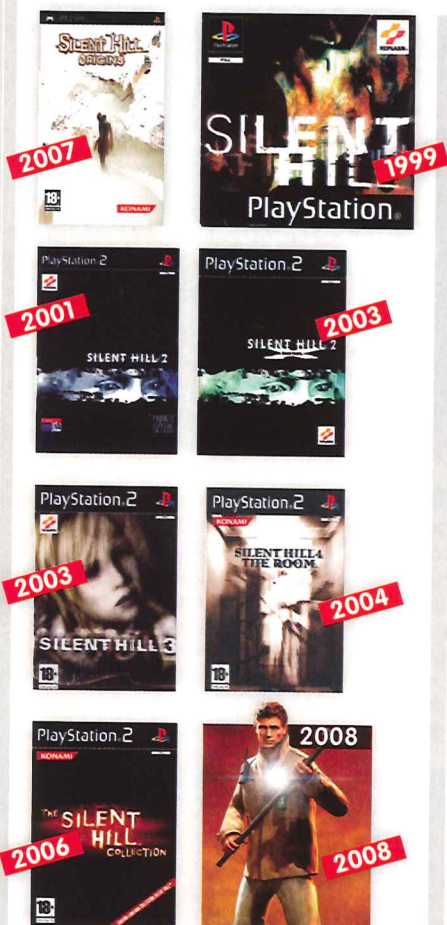 SILENT HILL
ORIGINS
2007
18+
KONAMI
PlayStation
KONAMI
SILENT
HILL
1999
PlayStation®
PlayStation®2
2001
SILENT HILL 2
PlayStation®2
2003
SILENT HILL 2
PlayStation®2
2003
SILENT HILL 3
18+
PlayStation®2
KONAMI
SILENT HILL 4
THE ROOM
2004
18+
PlayStation®2
KONAMI
THE SILENT
HILL
COLLECTION
2006
18+
2008
2008